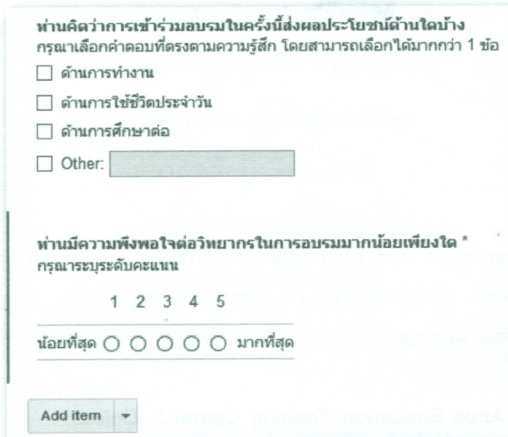 ท่านคิดว่าการเข้าร่วมอบรมในครั้งนี้ส่งผลประโยชน์ด้านใดบ้าง
กรุณาเลือกคำตอบที่ตรงตามความรู้สึก โดยสามารถเลือกได้มากกว่า 1 ข้อ
ด้านการทำงาน
ด้านการใช้ชีวิตประจำวัน
ด้านการศึกษาต่อ
Other:
ท่านมีความพึงพอใจต่อวิทยากรในการอบรมมากน้อยเพียงใด *
กรุณาระบุระดับคะแนน
1 2 3 4 5
น้อยที่สุด มากที่สุด
Add item